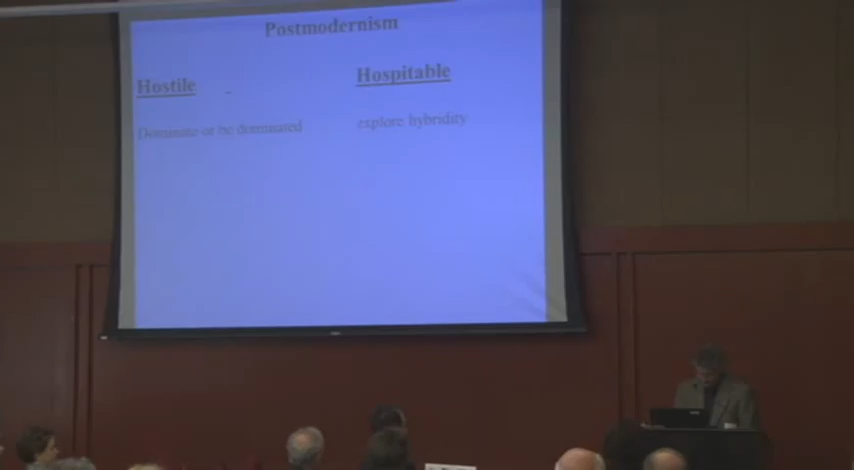 Postmodernism
Hostile -
Hospitable
Dominate or be dominated
explore hybridity